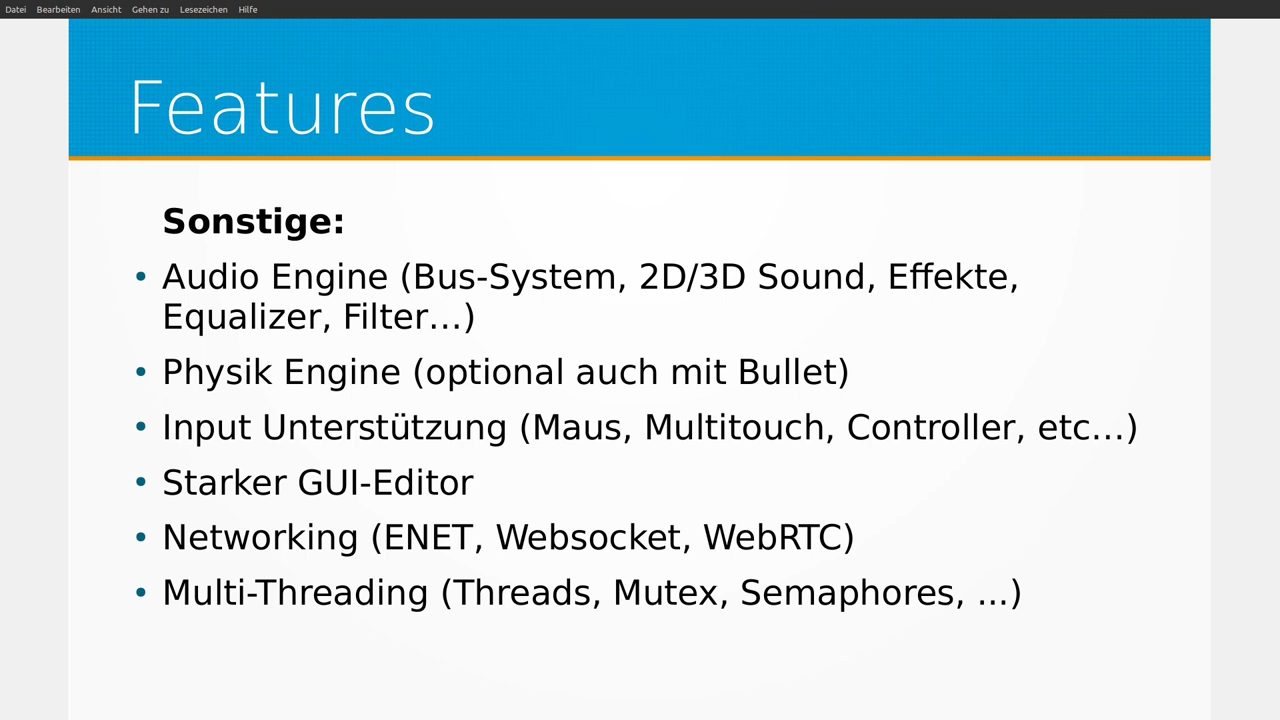 Datei Bearbeiten Ansicht Gehen zu Lesezeichen Hilfe
Features
Sonstige:
• Audio Engine (Bus-System, 2D/3D Sound, Effekte,
Equalizer, Filter...)
• Physik Engine (optional auch mit Bullet)
• Input Unterstützung (Maus, Multitouch, Controller, etc...)
• Starker GUI-Editor
• Networking (ENET, Websocket, WebRTC)
• Multi-Threading (Threads, Mutex, Semaphores, ...)